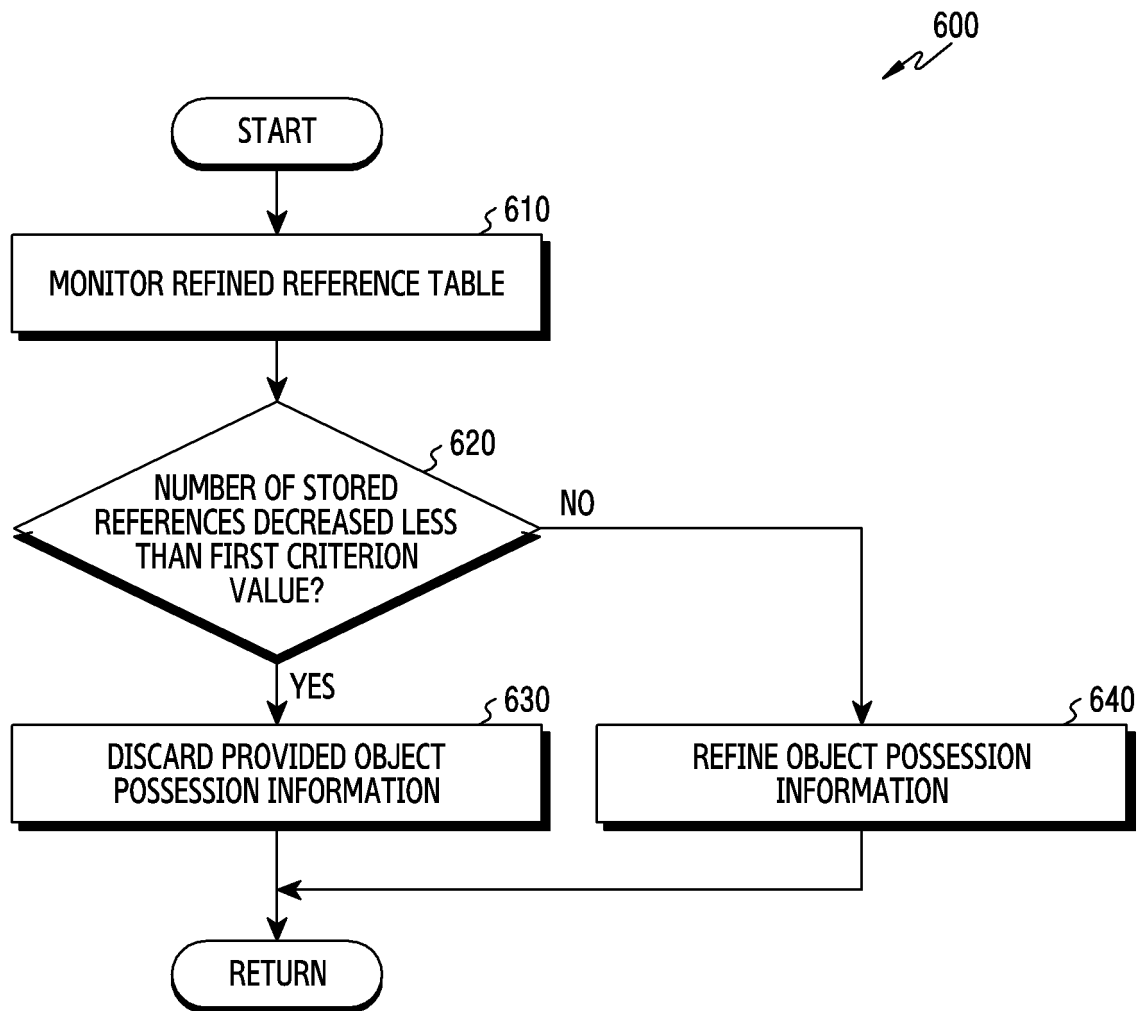 600
START
610
MONITOR REFINED REFERENCE TABLE
620
NUMBER OF STORED
REFERENCES DECREASED LESS
THAN FIRST CRITERION
VALUE?
NO
YES
630
DISCARD PROVIDED OBJECT
POSSESSION INFORMATION
640
REFINE OBJECT POSSESSION
INFORMATION
RETURN